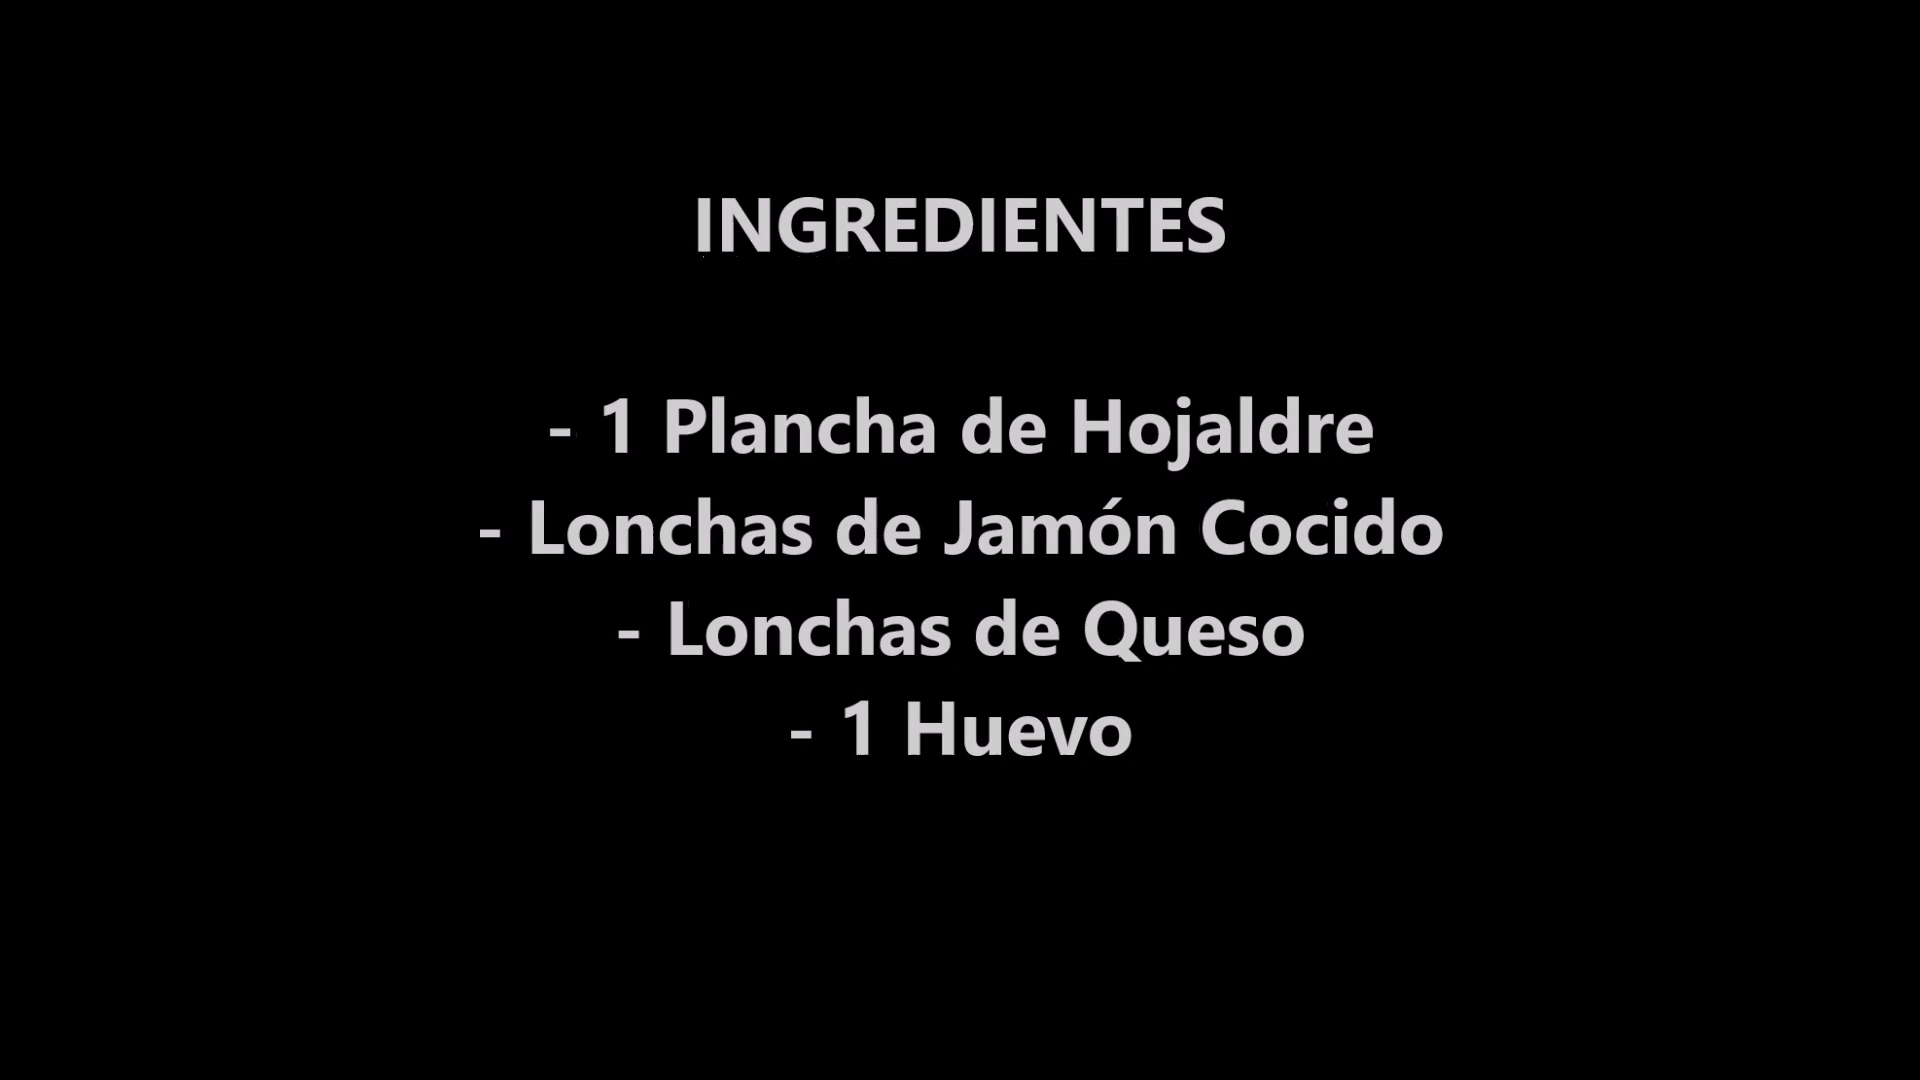 INGREDIENTES
- 1 Plancha de Hojaldre
- Lonchas de Jamón Cocido
- Lonchas de Queso
- 1 Huevo